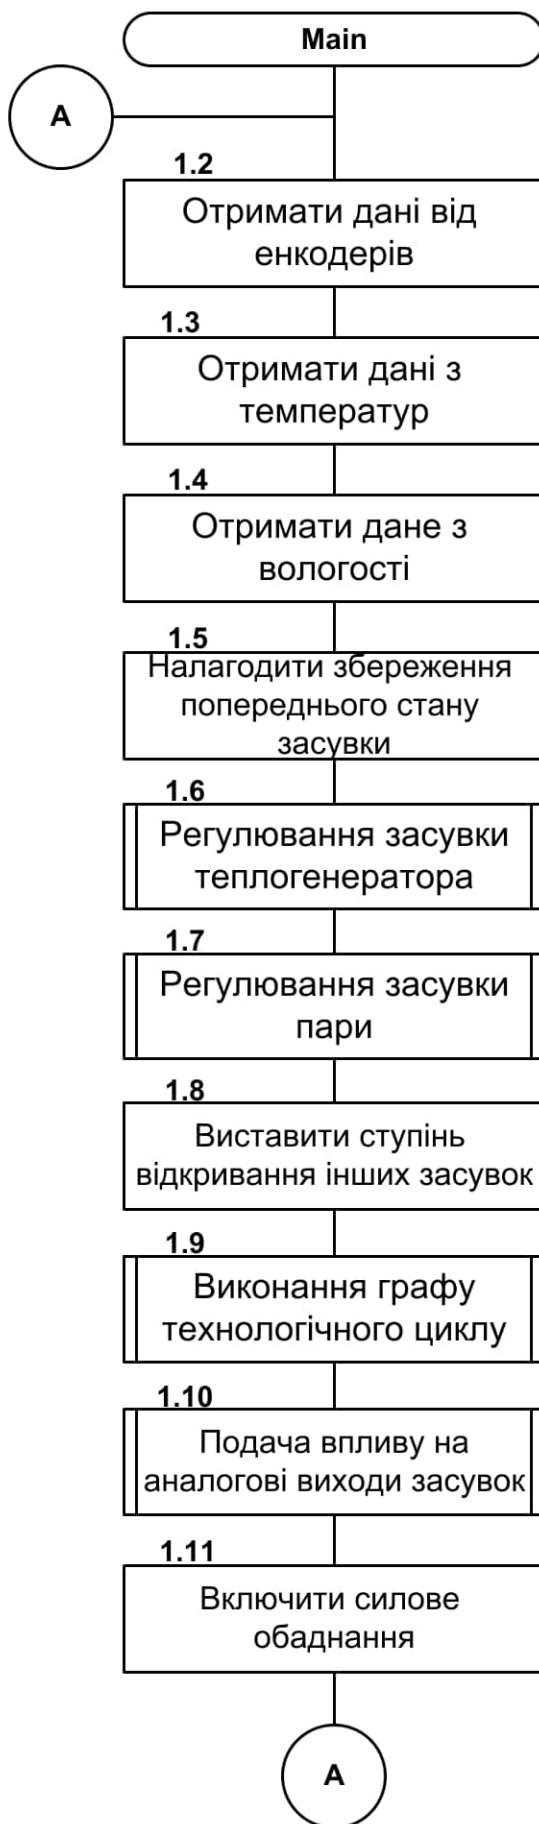 Main
A
1.2
Отримати дані від
енкодерів
1.3
Отримати дані з
температур
1.4
Отримати дане з
вологості
1.5
Налагодити збереження
попереднього стану
засувки
1.6
Регулювання засувки
теплогенератора
1.7
Регулювання засувки
пари
1.8
Виставити ступінь
відкривання інших засувок
1.9
Виконання графу
технологічного циклу
1.10
Подача впливу на
аналогові виходи засувок
1.11
Включити силове
обаднання
A